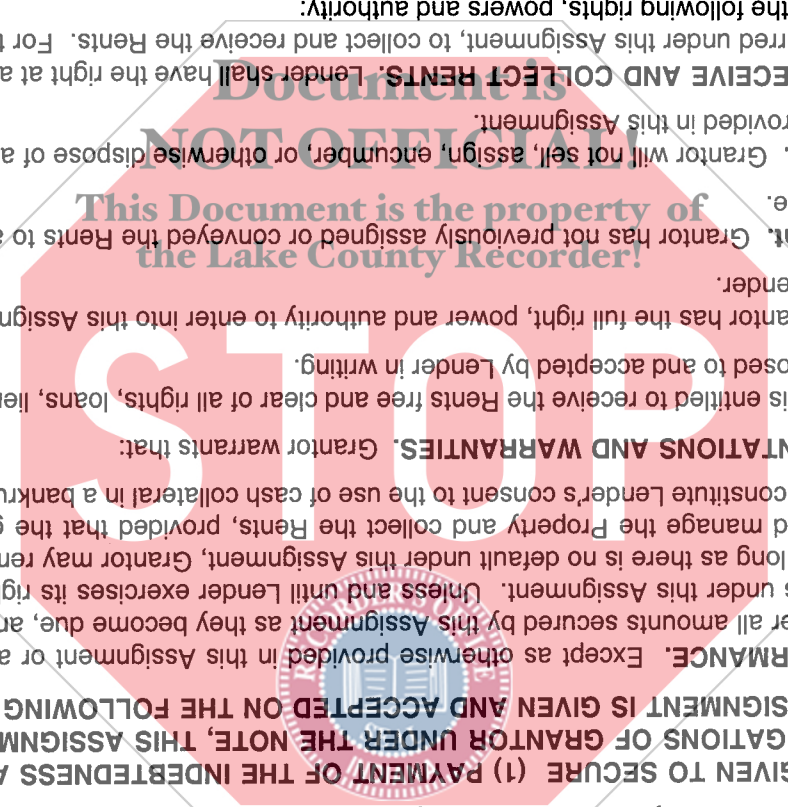 GIVEN TO SECURE (1) PAYMENT OF THE INDEBTEDNESS A
GATIONS OF GRANTOR UNDER THE NOTE, THIS ASSIGNM
SIGNMENT IS GIVEN AND ACCEPTED ON THE FOLLOWING
RMANCE. Except as otherwise provided in this Assignment or a
er all amounts secured by this Assignment as they become due, an
s under this Assignment. Unless and until Lender exercises its righ
long as there is no default under this Assignment, Grantor may ren
d manage the Property and collect the Rents, provided that the g
constitute Lender's consent to the use of cash collateral in a bankru
NTATIONS AND WARRANTIES. Grantor warrants that:
is entitled to receive the Rents free and clear of all rights, loans, lien
osed to and accepted by Lender in writing.
antor has the full right, power and authority to enter into this Assign
ender.
nt. Grantor has not previously assigned or conveyed the Rents to a
e.
. Grantor will not sell, assign, encumber, or otherwise dispose of a
rovided in this Assignment.
ECEIVE AND COLLECT RENTS. Lender shall have the right at a
rred under this Assignment, to collect and receive the Rents. For t
the following rights, powers and authority:
Document is
NOT OFFICIAL!
This Document is the property of
the Lake County Recorder!
STOP
RECORDER'S OFFICE